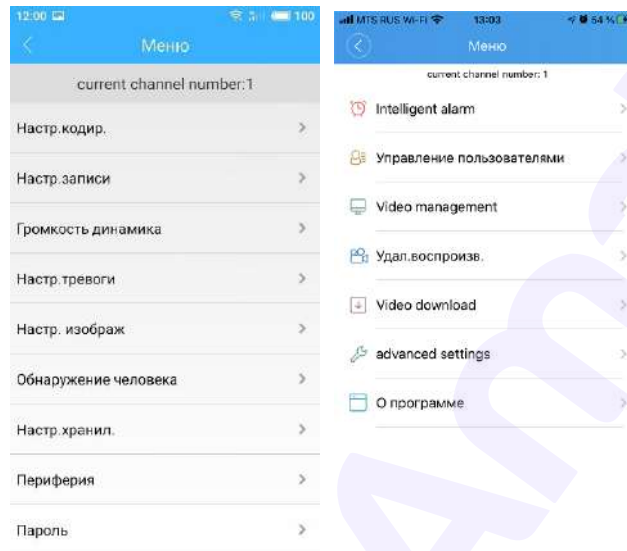 12:00 100
Меню
current channel number:1
Настр.кодир.
Настр.записи
Громкость динамика
Настр.тревоги
Настр. изображ
Обнаружение человека
Настр.хранил.
Периферия
Пароль
MTS RUS Wi-Fi 13:03 54 %
Меню
current channel number: 1
Intelligent alarm
Управление пользователями
Video management
Удал.воспроизв.
Video download
advanced settings
О программе